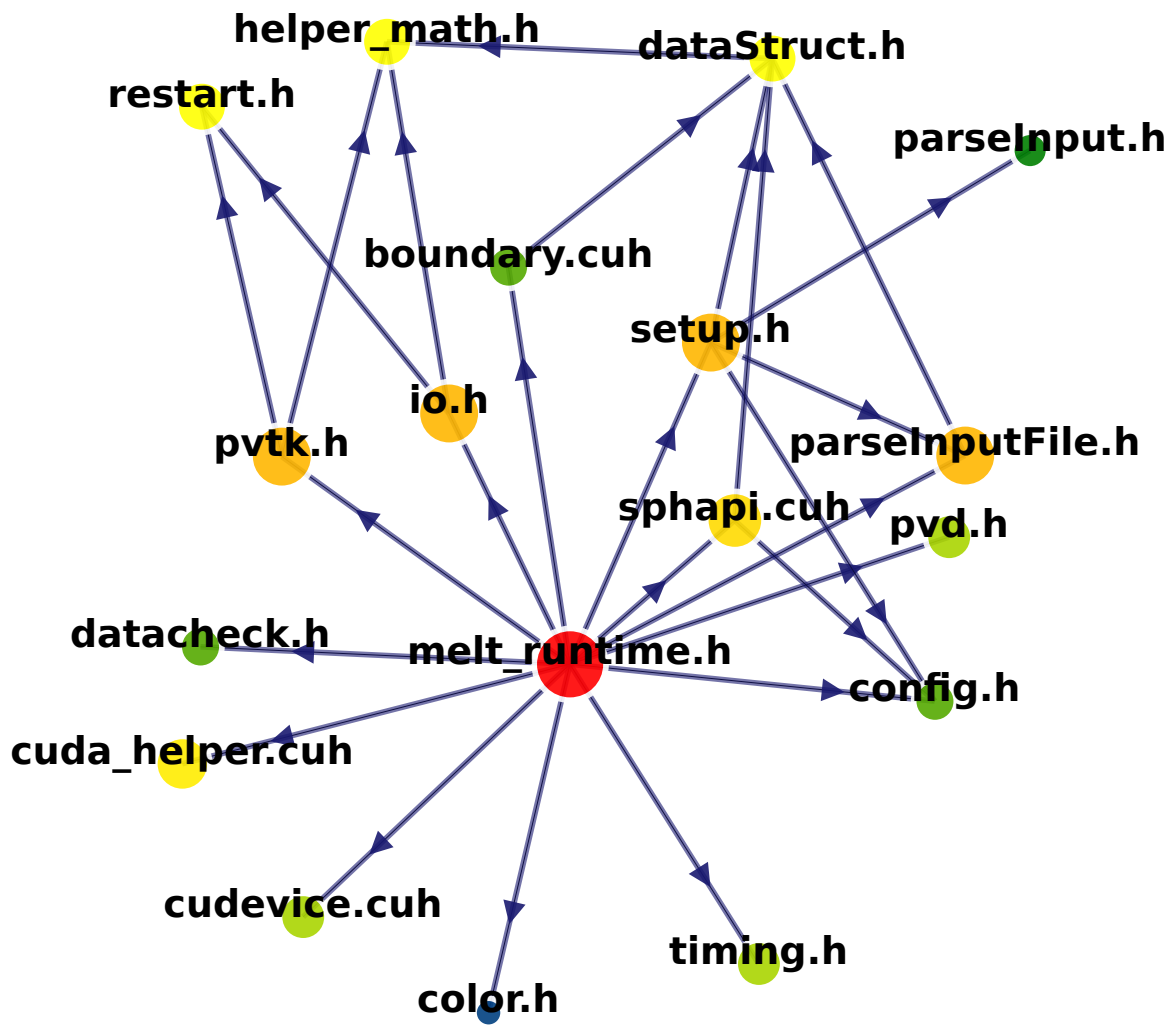 helper_math.h
dataStruct.h
restart.h
parseInput.h
boundary.cuh
setup.h
io.h
pvtk.h
parseInputFile.h
sphapi.cuh
pvd.h
datacheck.h
melt_runtime.h
config.h
cuda_helper.cuh
cudevice.cuh
timing.h
color.h